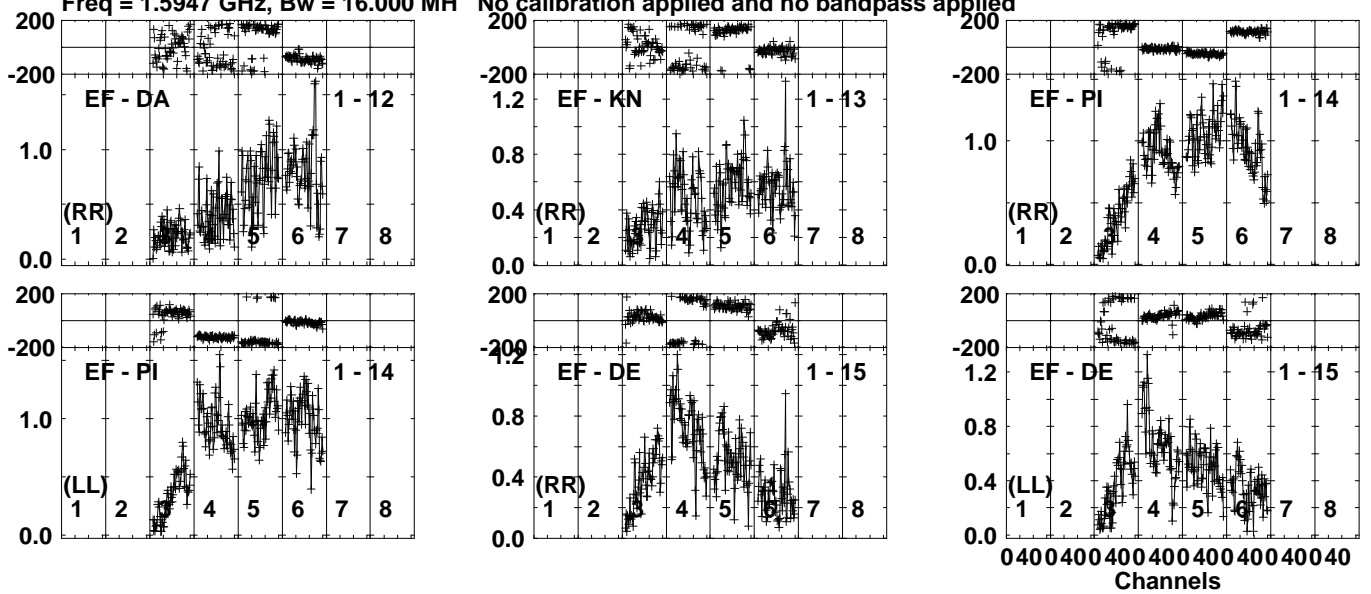 Freq = 1.5947 GHz, Bw = 16.000 MH No calibration applied and no bandpass applied
200
-200
EF - DA 1 - 12
1.0
(RR)
1 2 3 4 5 6 7 8
0.0
200
-200
EF - KN 1 - 13
1.2
0.8
0.4
(RR)
1 2 3 4 5 6 7 8
0.0
200
-200
EF - PI 1 - 14
1.0
(RR)
1 2 3 4 5 6 7 8
0.0
200
-200
EF - PI 1 - 14
1.0
(LL)
1 2 3 4 5 6 7 8
0.0
200
-200
1.2
EF - DE 1 - 15
0.8
0.4
(RR)
1 2 3 4 5 6 7 8
0.0
200
-200
EF - DE 1 - 15
1.2
0.8
0.4
(LL)
1 2 3 4 5 6 7 8
0.0
0 40 0 40 0 40 0 40 0 40 0 40 0 40 0 40
Channels